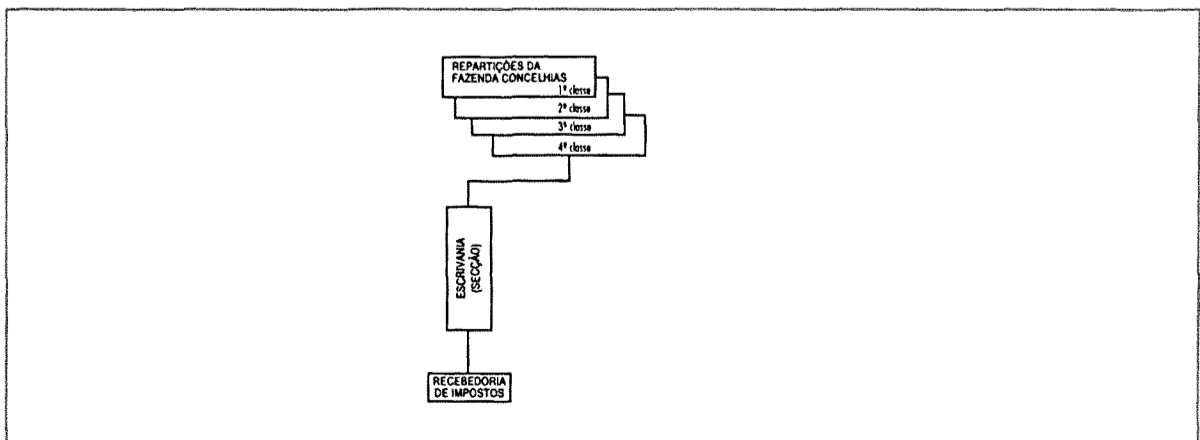 REPARTIÇÕES DA
FAZENDA CONCELHIAS
1ª classe
2ª classe
3ª classe
4ª classe
ESCRIVANIA
(SECÇÃO)
RECEBEDORIA
DE IMPOSTOS